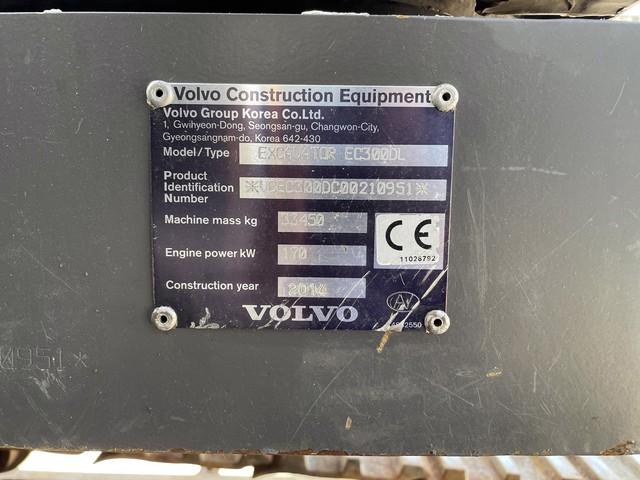 Volvo Construction Equipment
Volvo Group Korea Co.Ltd.
1, Gwihyeon-Dong, Seongsan-gu, Changwon-City,
Gyeongsangnam-do, Korea 642-430
Model/Type EXCAVATOR EC300DL
Product
Identification
Number *VCEC300DC00210951*
Machine mass kg 33450
CE
11026792
Engine power kW 170
Construction year 2014
VOLVO
0951*